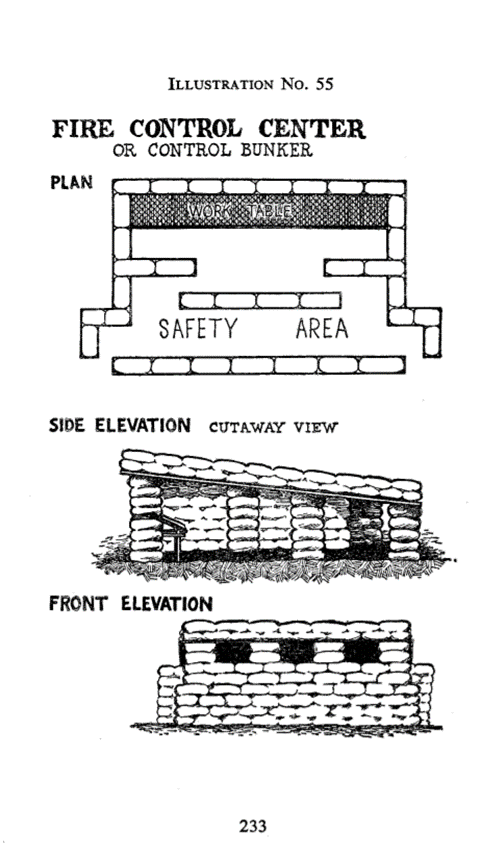 ILLUSTRATION NO. 55
FIRE CONTROL CENTER
OR CONTROL BUNKER
PLAN
WORK TABLE
SAFETY AREA
SIDE ELEVATION CUTAWAY VIEW
FRONT ELEVATION
233